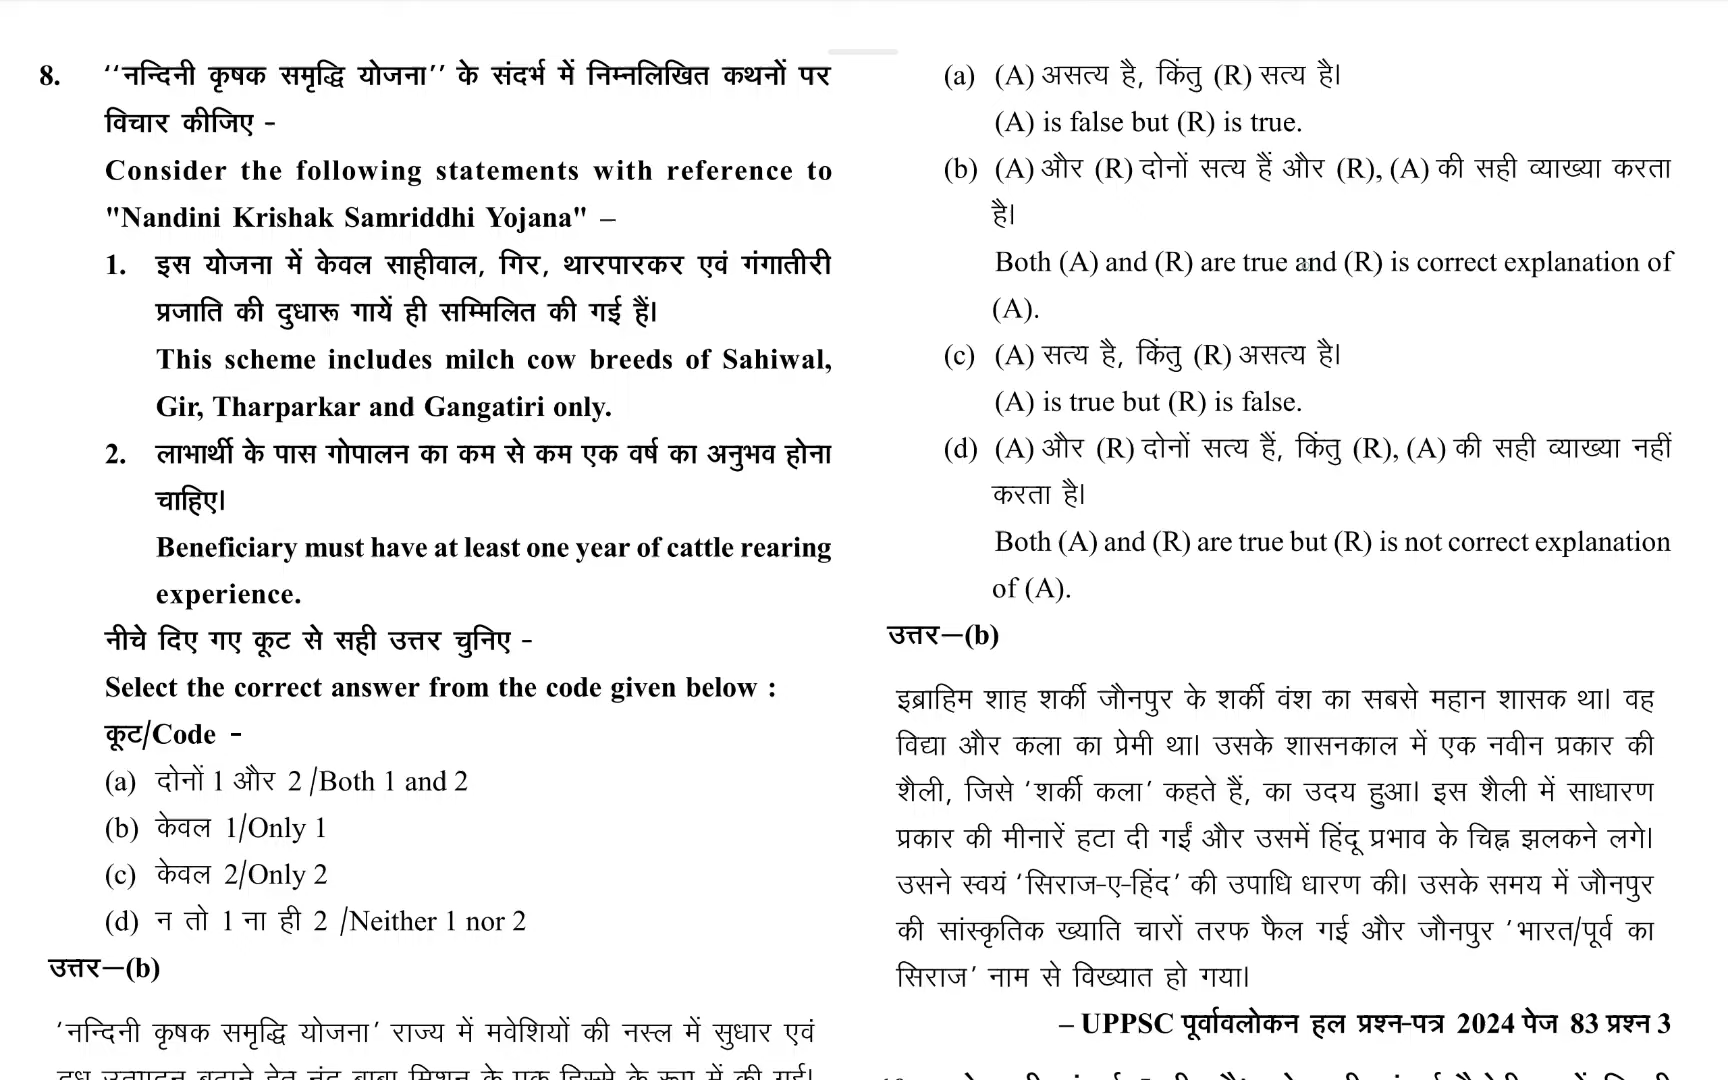 8. ‘‘नन्दिनी कृषक समृद्धि योजना’’ के संदर्भ में निम्नलिखित कथनों पर
विचार कीजिए -
Consider the following statements with reference to
"Nandini Krishak Samriddhi Yojana" –
1. इस योजना में केवल साहीवाल, गिर, थारपारकर एवं गंगातीरी
प्रजाति की दुधारू गायें ही सम्मिलित की गई हैं।
This scheme includes milch cow breeds of Sahiwal,
Gir, Tharparkar and Gangatiri only.
2. लाभार्थी के पास गोपालन का कम से कम एक वर्ष का अनुभव होना
चाहिए।
Beneficiary must have at least one year of cattle rearing
experience.
नीचे दिए गए कूट से सही उत्तर चुनिए -
Select the correct answer from the code given below :
कूट/Code -
(a) दोनों 1 और 2 /Both 1 and 2
(b) केवल 1/Only 1
(c) केवल 2/Only 2
(d) न तो 1 ना ही 2 /Neither 1 nor 2
उत्तर—(b)
‘नन्दिनी कृषक समृद्धि योजना’ राज्य में मवेशियों की नस्ल में सुधार एवं
दूध उत्पादन बढ़ाने हेतु नंद बाबा मिशन के एक हिस्से के रूप में की गई।
(a) (A) असत्य है, किंतु (R) सत्य है।
(A) is false but (R) is true.
(b) (A) और (R) दोनों सत्य हैं और (R), (A) की सही व्याख्या करता
है।
Both (A) and (R) are true and (R) is correct explanation of
(A).
(c) (A) सत्य है, किंतु (R) असत्य है।
(A) is true but (R) is false.
(d) (A) और (R) दोनों सत्य हैं, किंतु (R), (A) की सही व्याख्या नहीं
करता है।
Both (A) and (R) are true but (R) is not correct explanation
of (A).
उत्तर—(b)
इब्राहिम शाह शर्की जौनपुर के शर्की वंश का सबसे महान शासक था। वह
विद्या और कला का प्रेमी था। उसके शासनकाल में एक नवीन प्रकार की
शैली, जिसे ‘शर्की कला’ कहते हैं, का उदय हुआ। इस शैली में साधारण
प्रकार की मीनारें हटा दी गईं और उसमें हिंदू प्रभाव के चिह्न झलकने लगे।
उसने स्वयं ‘सिराज-ए-हिंद’ की उपाधि धारण की। उसके समय में जौनपुर
की सांस्कृतिक ख्याति चारों तरफ फैल गई और जौनपुर ‘भारत/पूर्व का
सिराज’ नाम से विख्यात हो गया।
– UPPSC पूर्वावलोकन हल प्रश्न-पत्र 2024 पेज 83 प्रश्न 3